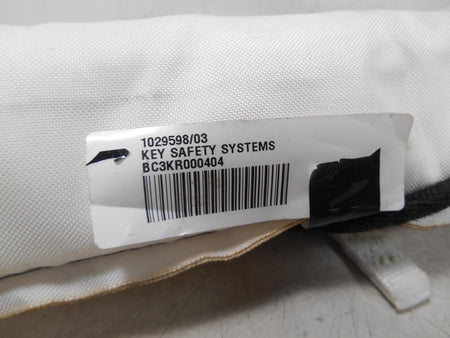 1029598/03
KEY SAFETY SYSTEMS
BC3KR000404